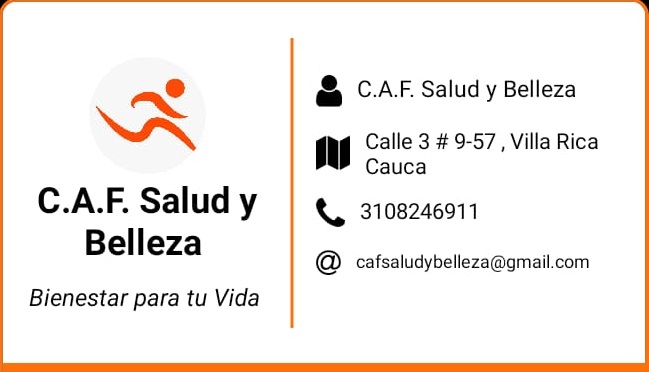 C.A.F. Salud y
Belleza
Bienestar para tu Vida
C.A.F. Salud y Belleza
Calle 3 # 9-57 , Villa Rica
Cauca
3108246911
@ cafsaludybelleza@gmail.com